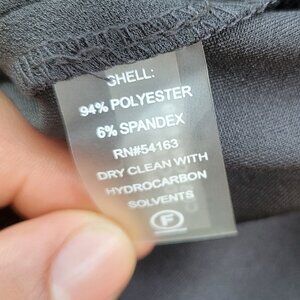 SHELL:
94% POLYESTER
6% SPANDEX
RN#54163
DRY CLEAN WITH
HYDROCARBON
SOLVENTS
F